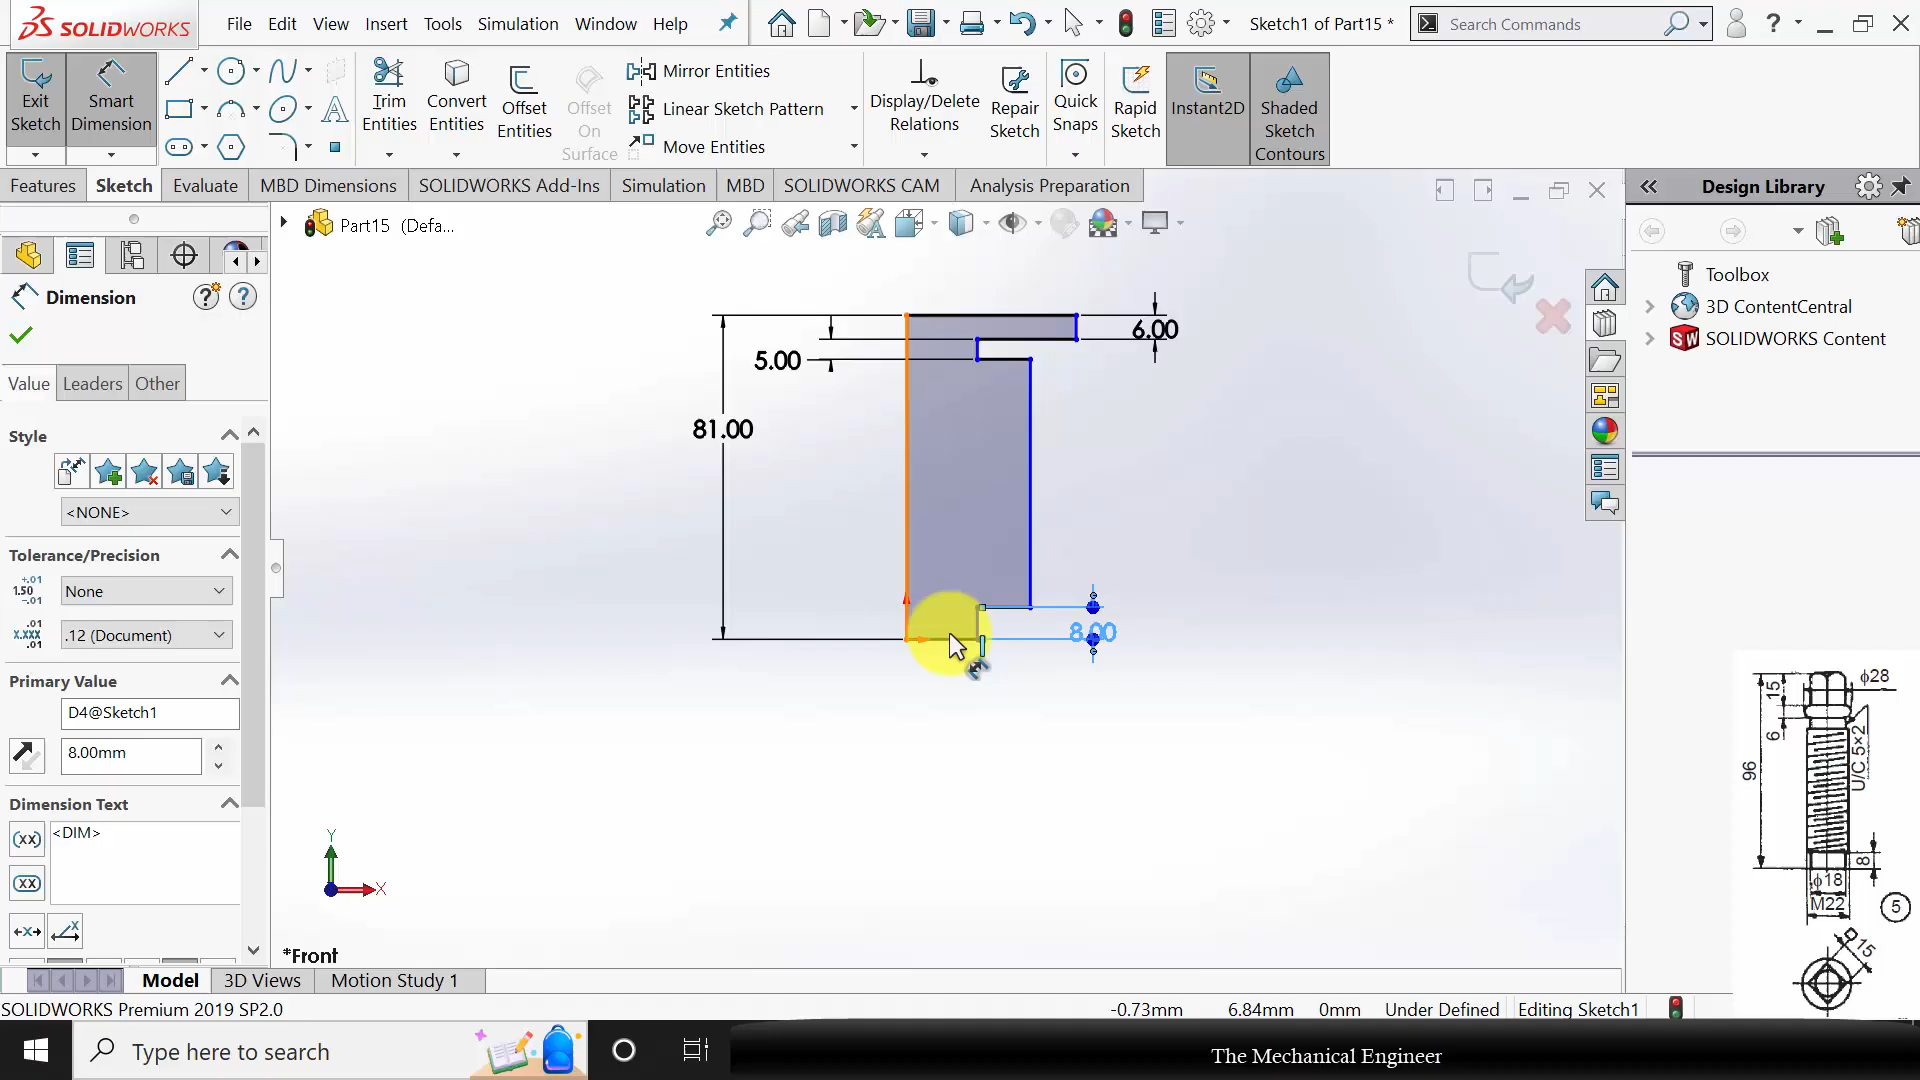 SOLIDWORKS
File Edit View Insert Tools Simulation Window Help
Sketch1 of Part15 *
Search Commands
?
Exit Sketch
Smart Dimension
Trim Entities
Convert Entities
Offset Entities
Offset On Surface
Mirror Entities
Linear Sketch Pattern
Move Entities
Display/Delete Relations
Repair Sketch
Quick Snaps
Rapid Sketch
Instant2D
Shaded Sketch Contours
Features Sketch Evaluate MBD Dimensions SOLIDWORKS Add-Ins Simulation MBD SOLIDWORKS CAM Analysis Preparation
Design Library
Part15 (Defa...
Toolbox
3D ContentCentral
SOLIDWORKS Content
Dimension
Value Leaders Other
Style
<NONE>
Tolerance/Precision
None
.12 (Document)
Primary Value
D4@Sketch1
8.00mm
Dimension Text
<DIM>
(xx)
xx
6.00
5.00
81.00
8.00
Y
X
*Front
ϕ28
15
6
U/C 5×2
96
8
ϕ18
M22
5
15
Model 3D Views Motion Study 1
SOLIDWORKS Premium 2019 SP2.0
-0.73mm 6.84mm 0mm Under Defined Editing Sketch1
Type here to search
The Mechanical Engineer